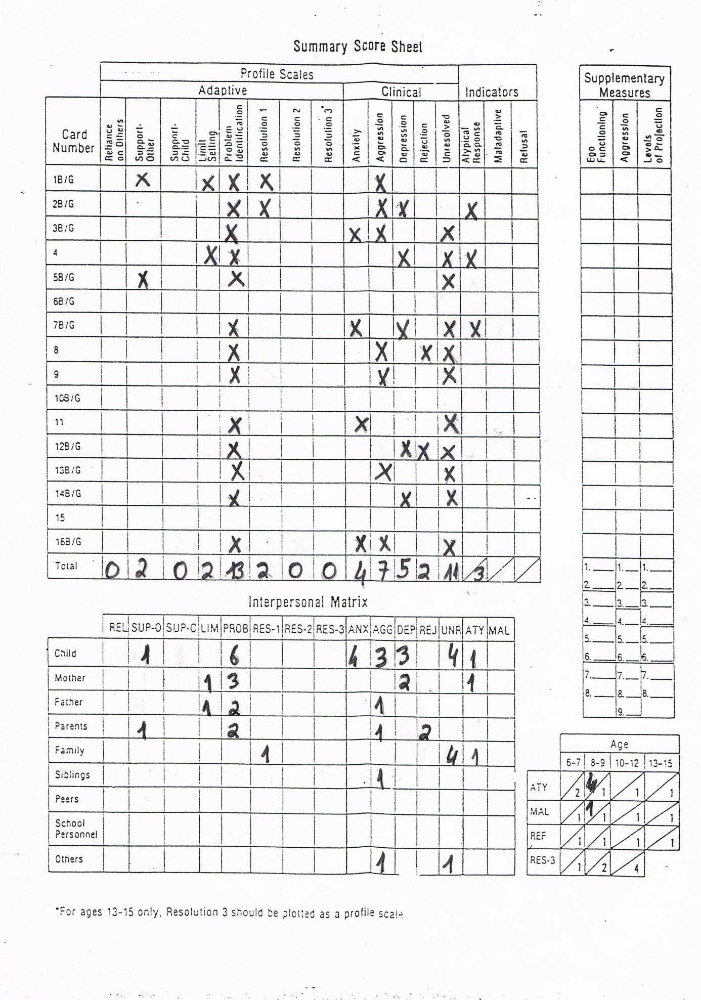 Summary Score Sheet
Profile Scales
Adaptive Clinical Indicators
Supplementary Measures
Card Number
Reliance on Others
Support-Other
Support-Child
Limit Setting
Problem Identification
Resolution 1
Resolution 2
Resolution 3*
Anxiety
Aggression
Depression
Rejection
Unresolved
Atypical Response
Maladaptive
Refusal
Ego Functioning
Aggression
Levels of Projection
1B/G X X X X X
2B/G X X X X X
3B/G X X X X
4 X X X X X
5B/G X X X
6B/G
7B/G X X X X X
8 X X X X
9 X X X
10B/G
11 X X X
12B/G X X X X
13B/G X X X
14B/G X X X
15
16B/G X X X X
Total 0 2 0 2 13 2 0 0 4 7 5 2 11 3
1. 1. 1.
2. 2. 2.
3. 3. 3.
4. 4. 4.
5. 5. 5.
6. 6. 6.
7. 7. 7.
8. 8. 8.
9.
Interpersonal Matrix
REL SUP-O SUP-C LIM PROB RES-1 RES-2 RES-3 ANX AGG DEP REJ UNR ATY MAL
Child 1 6 4 3 3 4 1
Mother 1 3 2 1
Father 1 2 1
Parents 1 2 1 2
Family 1 4 1
Siblings 1
Peers
School Personnel
Others 1 1
Age
6-7 8-9 10-12 13-15
ATY 2 1 1 1
MAL 1 1 1 1 1
REF 1 1 1 1
RES-3 1 2 4
*For ages 13-15 only, Resolution 3 should be plotted as a profile scale